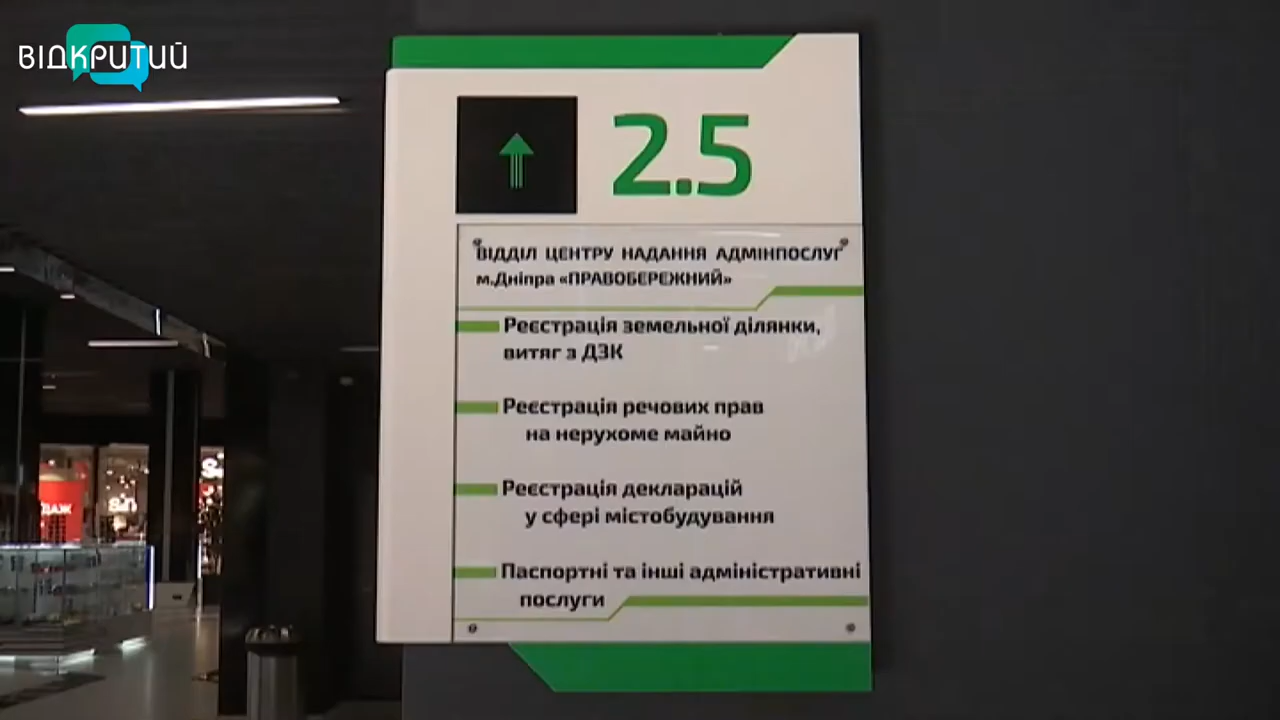 ВІДКРИТИЙ
2.5
ВІДДІЛ ЦЕНТРУ НАДАННЯ АДМІНПОСЛУГ
м.Дніпра «ПРАВОБЕРЕЖНИЙ»
Реєстрація земельної ділянки,
витяг з ДЗК
Реєстрація речових прав
на нерухоме майно
Реєстрація декларацій
у сфері містобудування
Паспортні та інші адміністративні
послуги